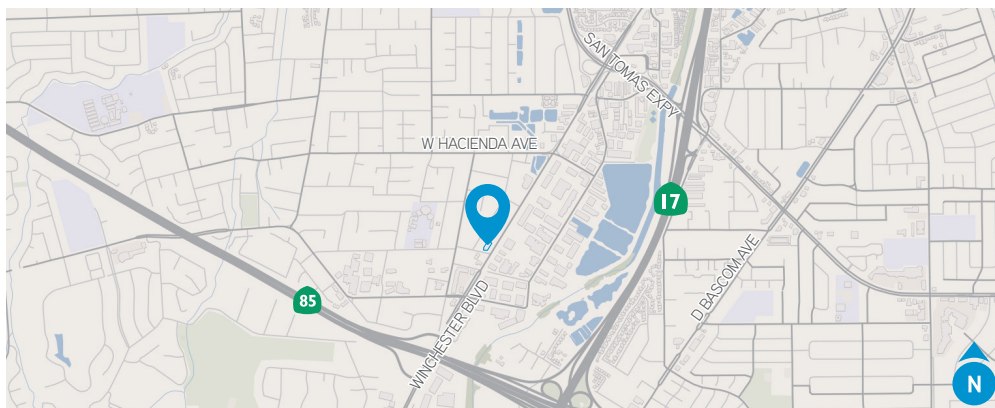 SAN TOMAS EXPY
W HACIENDA AVE
17
D BASCOM AVE
85
WINCHESTER BLVD
N